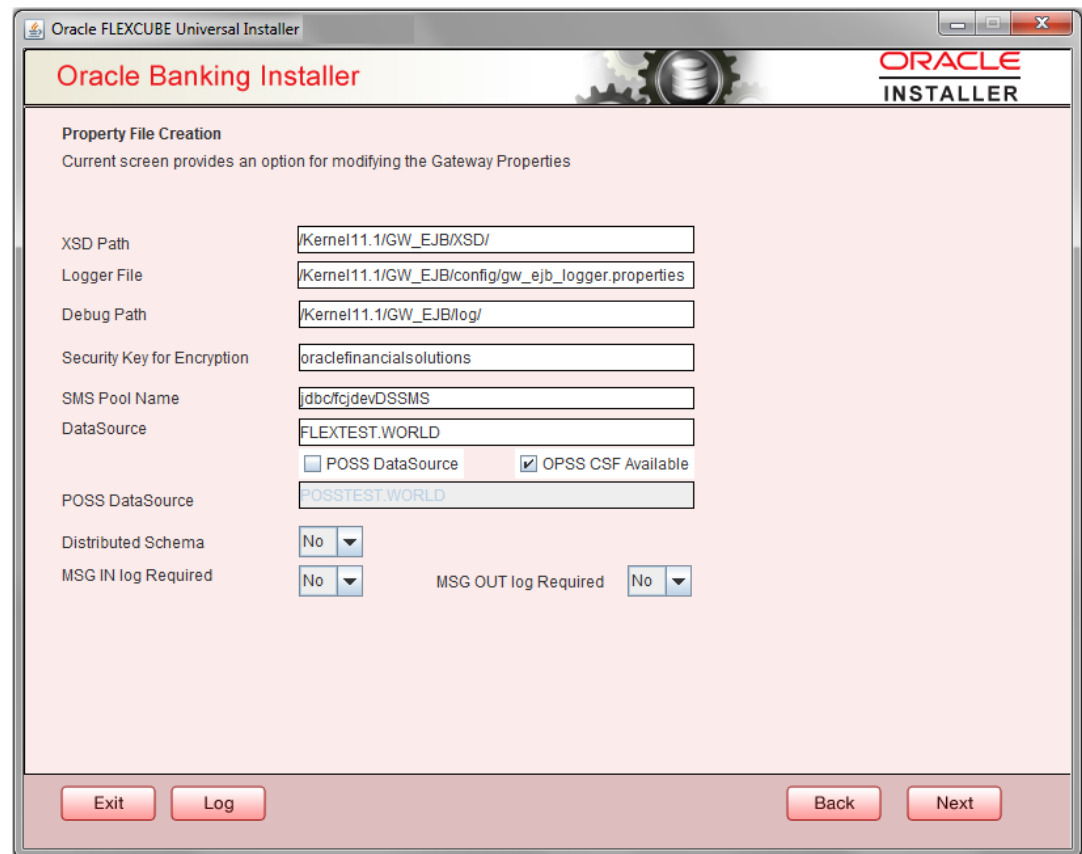 Oracle FLEXCUBE Universal Installer
Oracle Banking Installer
ORACLE
INSTALLER
Property File Creation
Current screen provides an option for modifying the Gateway Properties
XSD Path /Kernel11.1/GW_EJB/XSD/
Logger File /Kernel11.1/GW_EJB/config/gw_ejb_logger.properties
Debug Path /Kernel11.1/GW_EJB/log/
Security Key for Encryption oraclefinancialsolutions
SMS Pool Name jdbc/fcjdevDSSMS
DataSource FLEXTEST.WORLD
POSS DataSource OPSS CSF Available
POSS DataSource POSSTEST.WORLD
Distributed Schema No
MSG IN log Required No MSG OUT log Required No
Exit Log Back Next